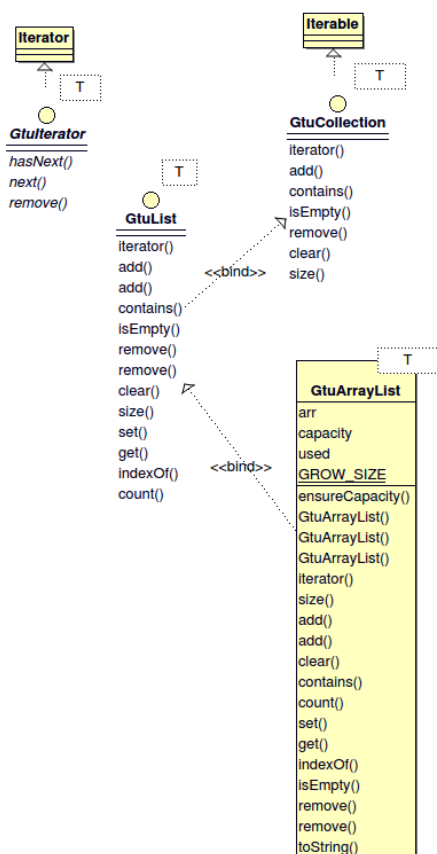 Iterator
T
GtuIterator
hasNext()
next()
remove()
Iterable
T
GtuCollection
iterator()
add()
contains()
isEmpty()
remove()
clear()
size()
T
GtuList
iterator()
add()
add()
contains()
isEmpty()
remove()
remove()
clear()
size()
set()
get()
indexOf()
count()
<<bind>>
<<bind>>
T
GtuArrayList
arr
capacity
used
GROW_SIZE
ensureCapacity()
GtuArrayList()
GtuArrayList()
GtuArrayList()
iterator()
size()
add()
add()
clear()
contains()
count()
set()
get()
indexOf()
isEmpty()
remove()
remove()
toString()